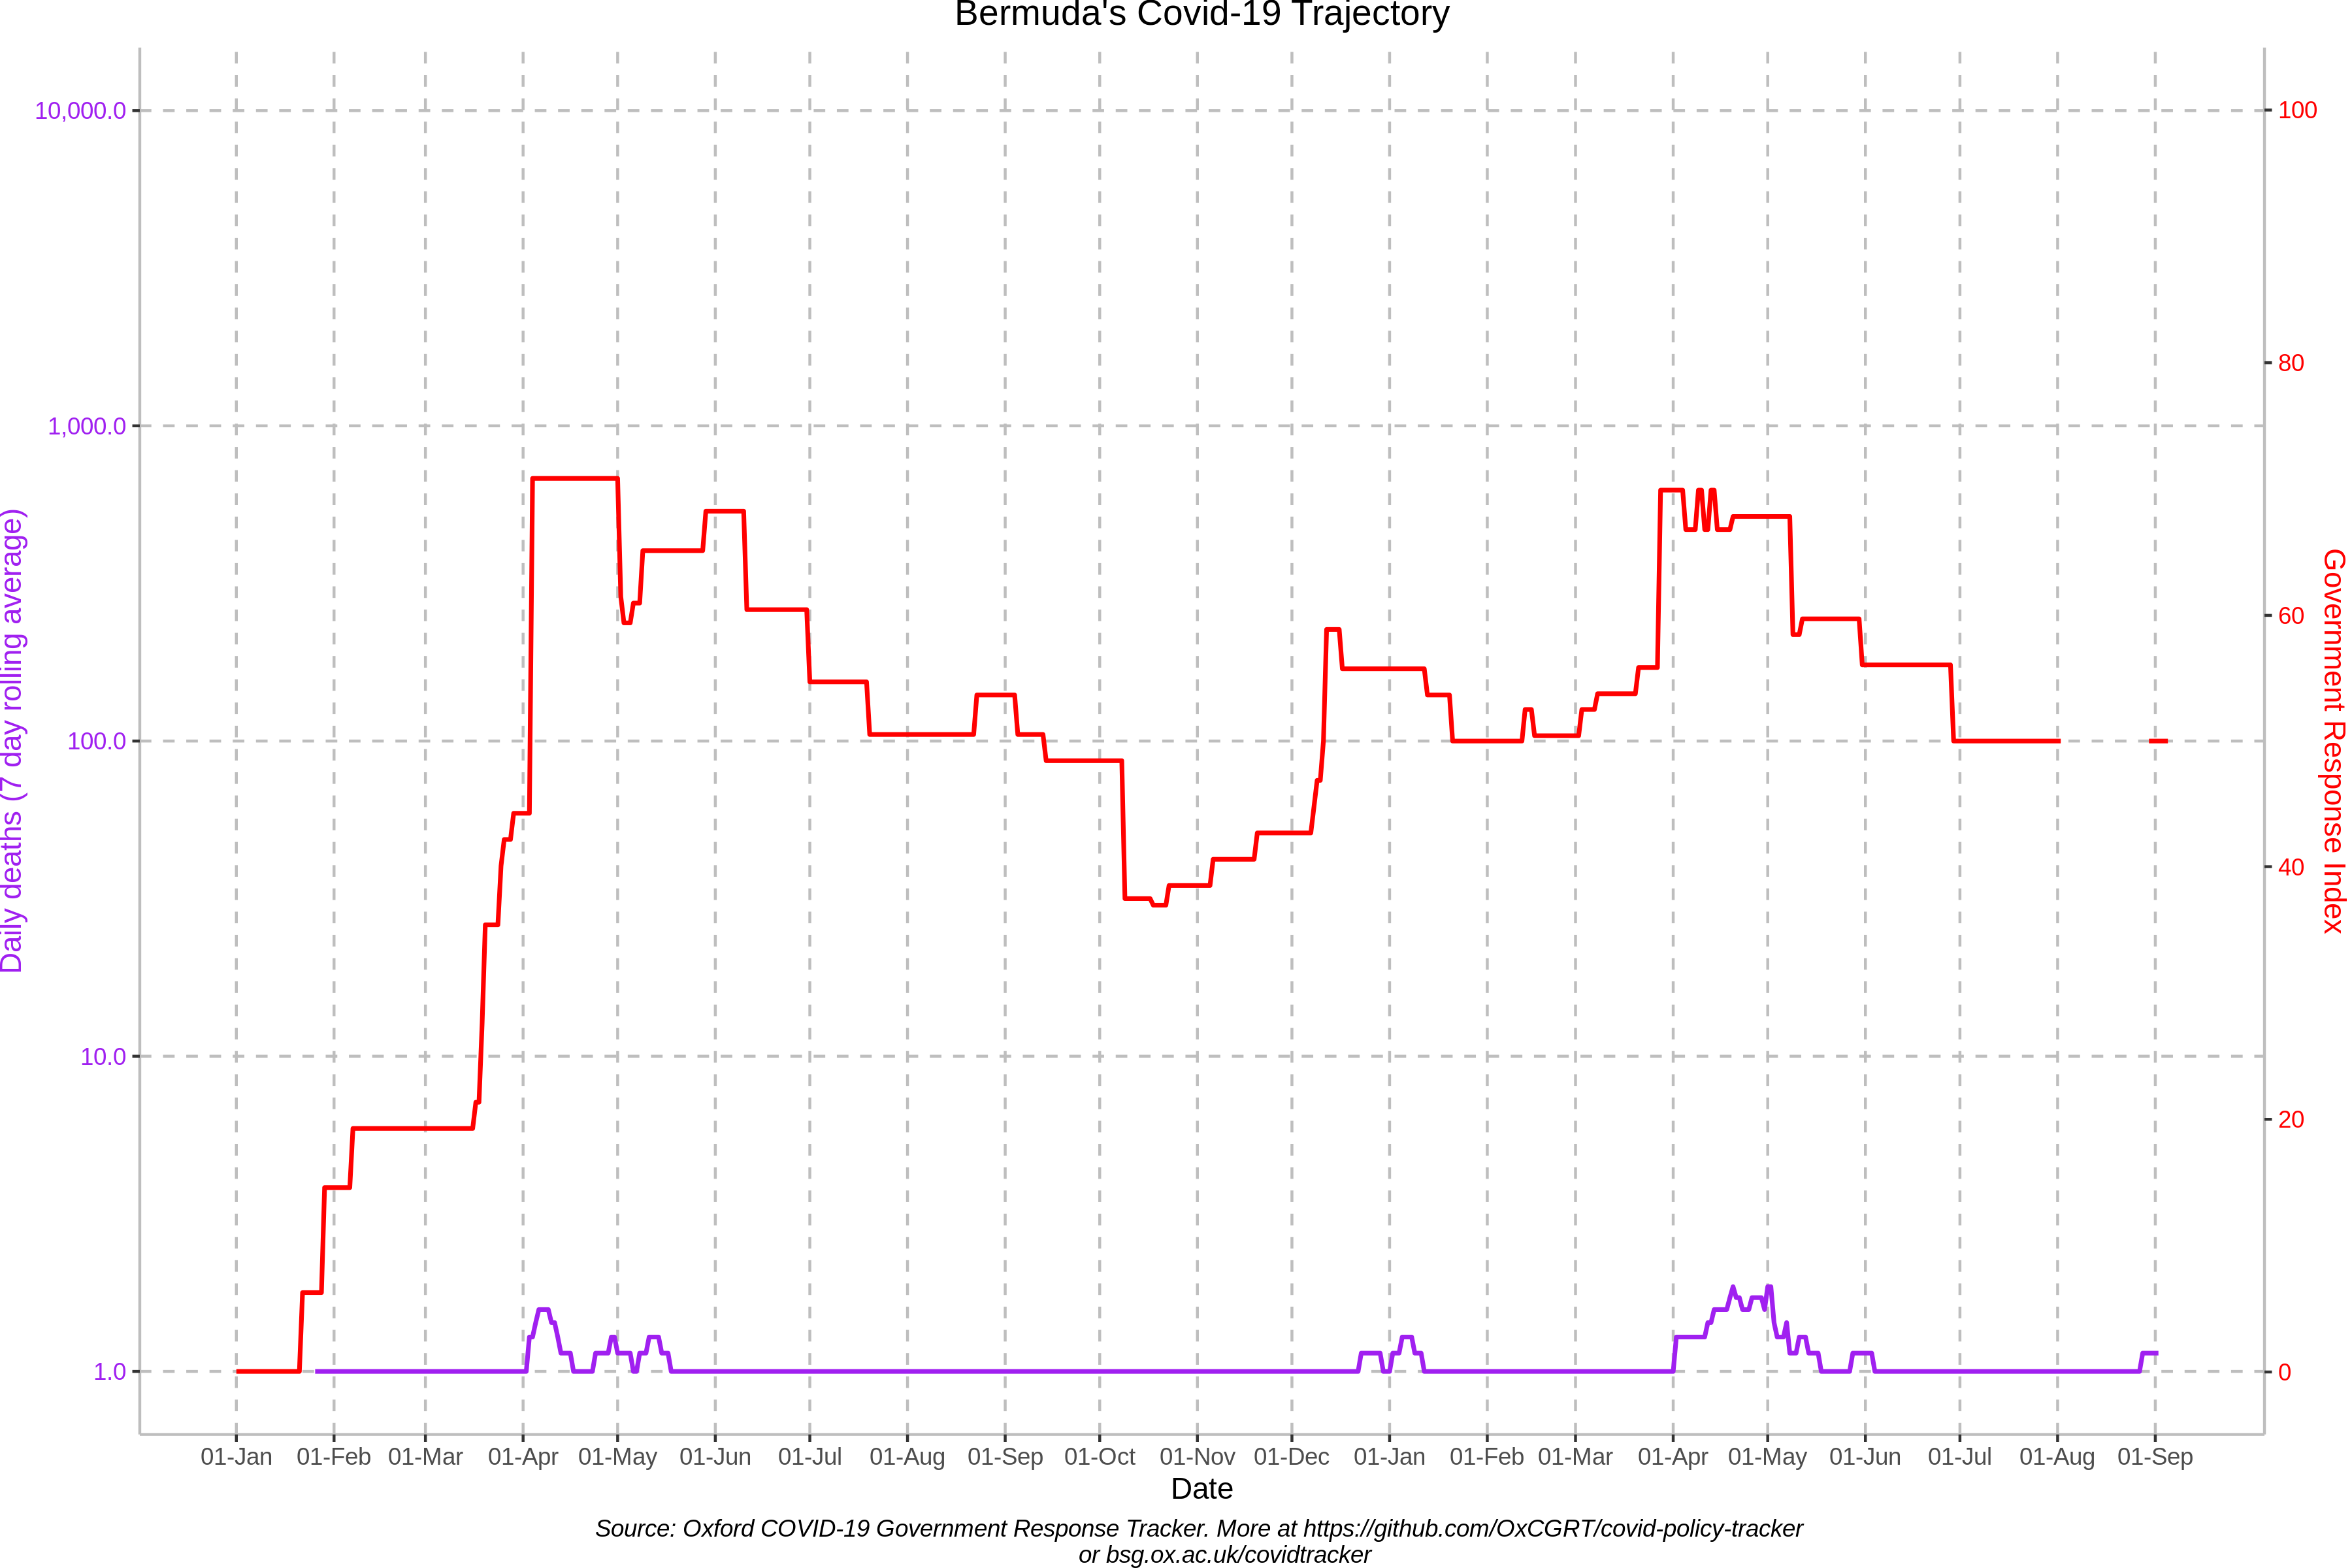 Bermuda's Covid-19 Trajectory
10,000.0
1,000.0
100.0
10.0
1.0
Daily deaths (7 day rolling average)
100
80
60
40
20
0
Government Response Index
01-Jan 01-Feb 01-Mar 01-Apr 01-May 01-Jun 01-Jul 01-Aug 01-Sep 01-Oct 01-Nov 01-Dec 01-Jan 01-Feb 01-Mar 01-Apr 01-May 01-Jun 01-Jul 01-Aug 01-Sep
Date
Source: Oxford COVID-19 Government Response Tracker. More at https://github.com/OxCGRT/covid-policy-tracker
or bsg.ox.ac.uk/covidtracker